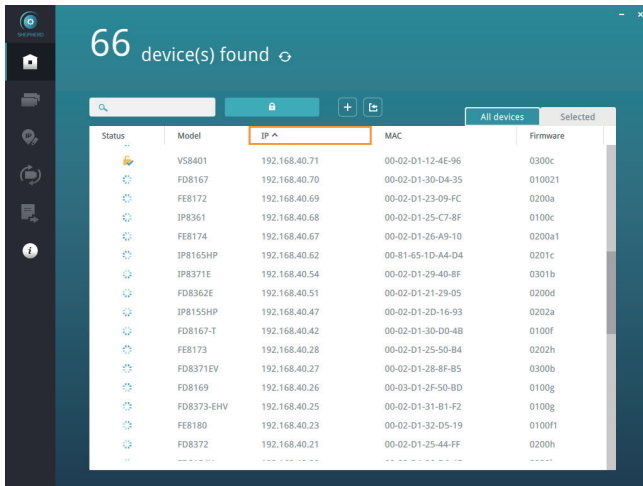 SHEPHERD
66 device(s) found
All devices Selected
Status Model IP MAC Firmware
VS8401 192.168.40.71 00-02-D1-12-4E-96 0300c
FD8167 192.168.40.70 00-02-D1-30-D4-35 010021
FE8172 192.168.40.69 00-02-D1-23-09-FC 0200a
IP8361 192.168.40.68 00-02-D1-25-C7-8F 0100c
FE8174 192.168.40.67 00-02-D1-26-A9-10 0200a1
IP8165HP 192.168.40.62 00-81-65-1D-A4-D4 0201c
IP8371E 192.168.40.54 00-02-D1-29-40-8F 0301b
FD8362E 192.168.40.51 00-02-D1-21-29-05 0200d
IP8155HP 192.168.40.47 00-02-D1-2D-16-93 0202a
FD8167-T 192.168.40.42 00-02-D1-30-D0-4B 0100f
FE8173 192.168.40.28 00-02-D1-25-50-B4 0202h
FD8371EV 192.168.40.27 00-02-D1-28-8F-B5 0300b
FD8169 192.168.40.26 00-03-D1-2F-50-BD 0100g
FD8373-EHV 192.168.40.25 00-02-D1-31-B1-F2 0100g
FE8180 192.168.40.23 00-02-D1-32-D5-19 0100f1
FD8372 192.168.40.21 00-02-D1-25-44-FF 0200h